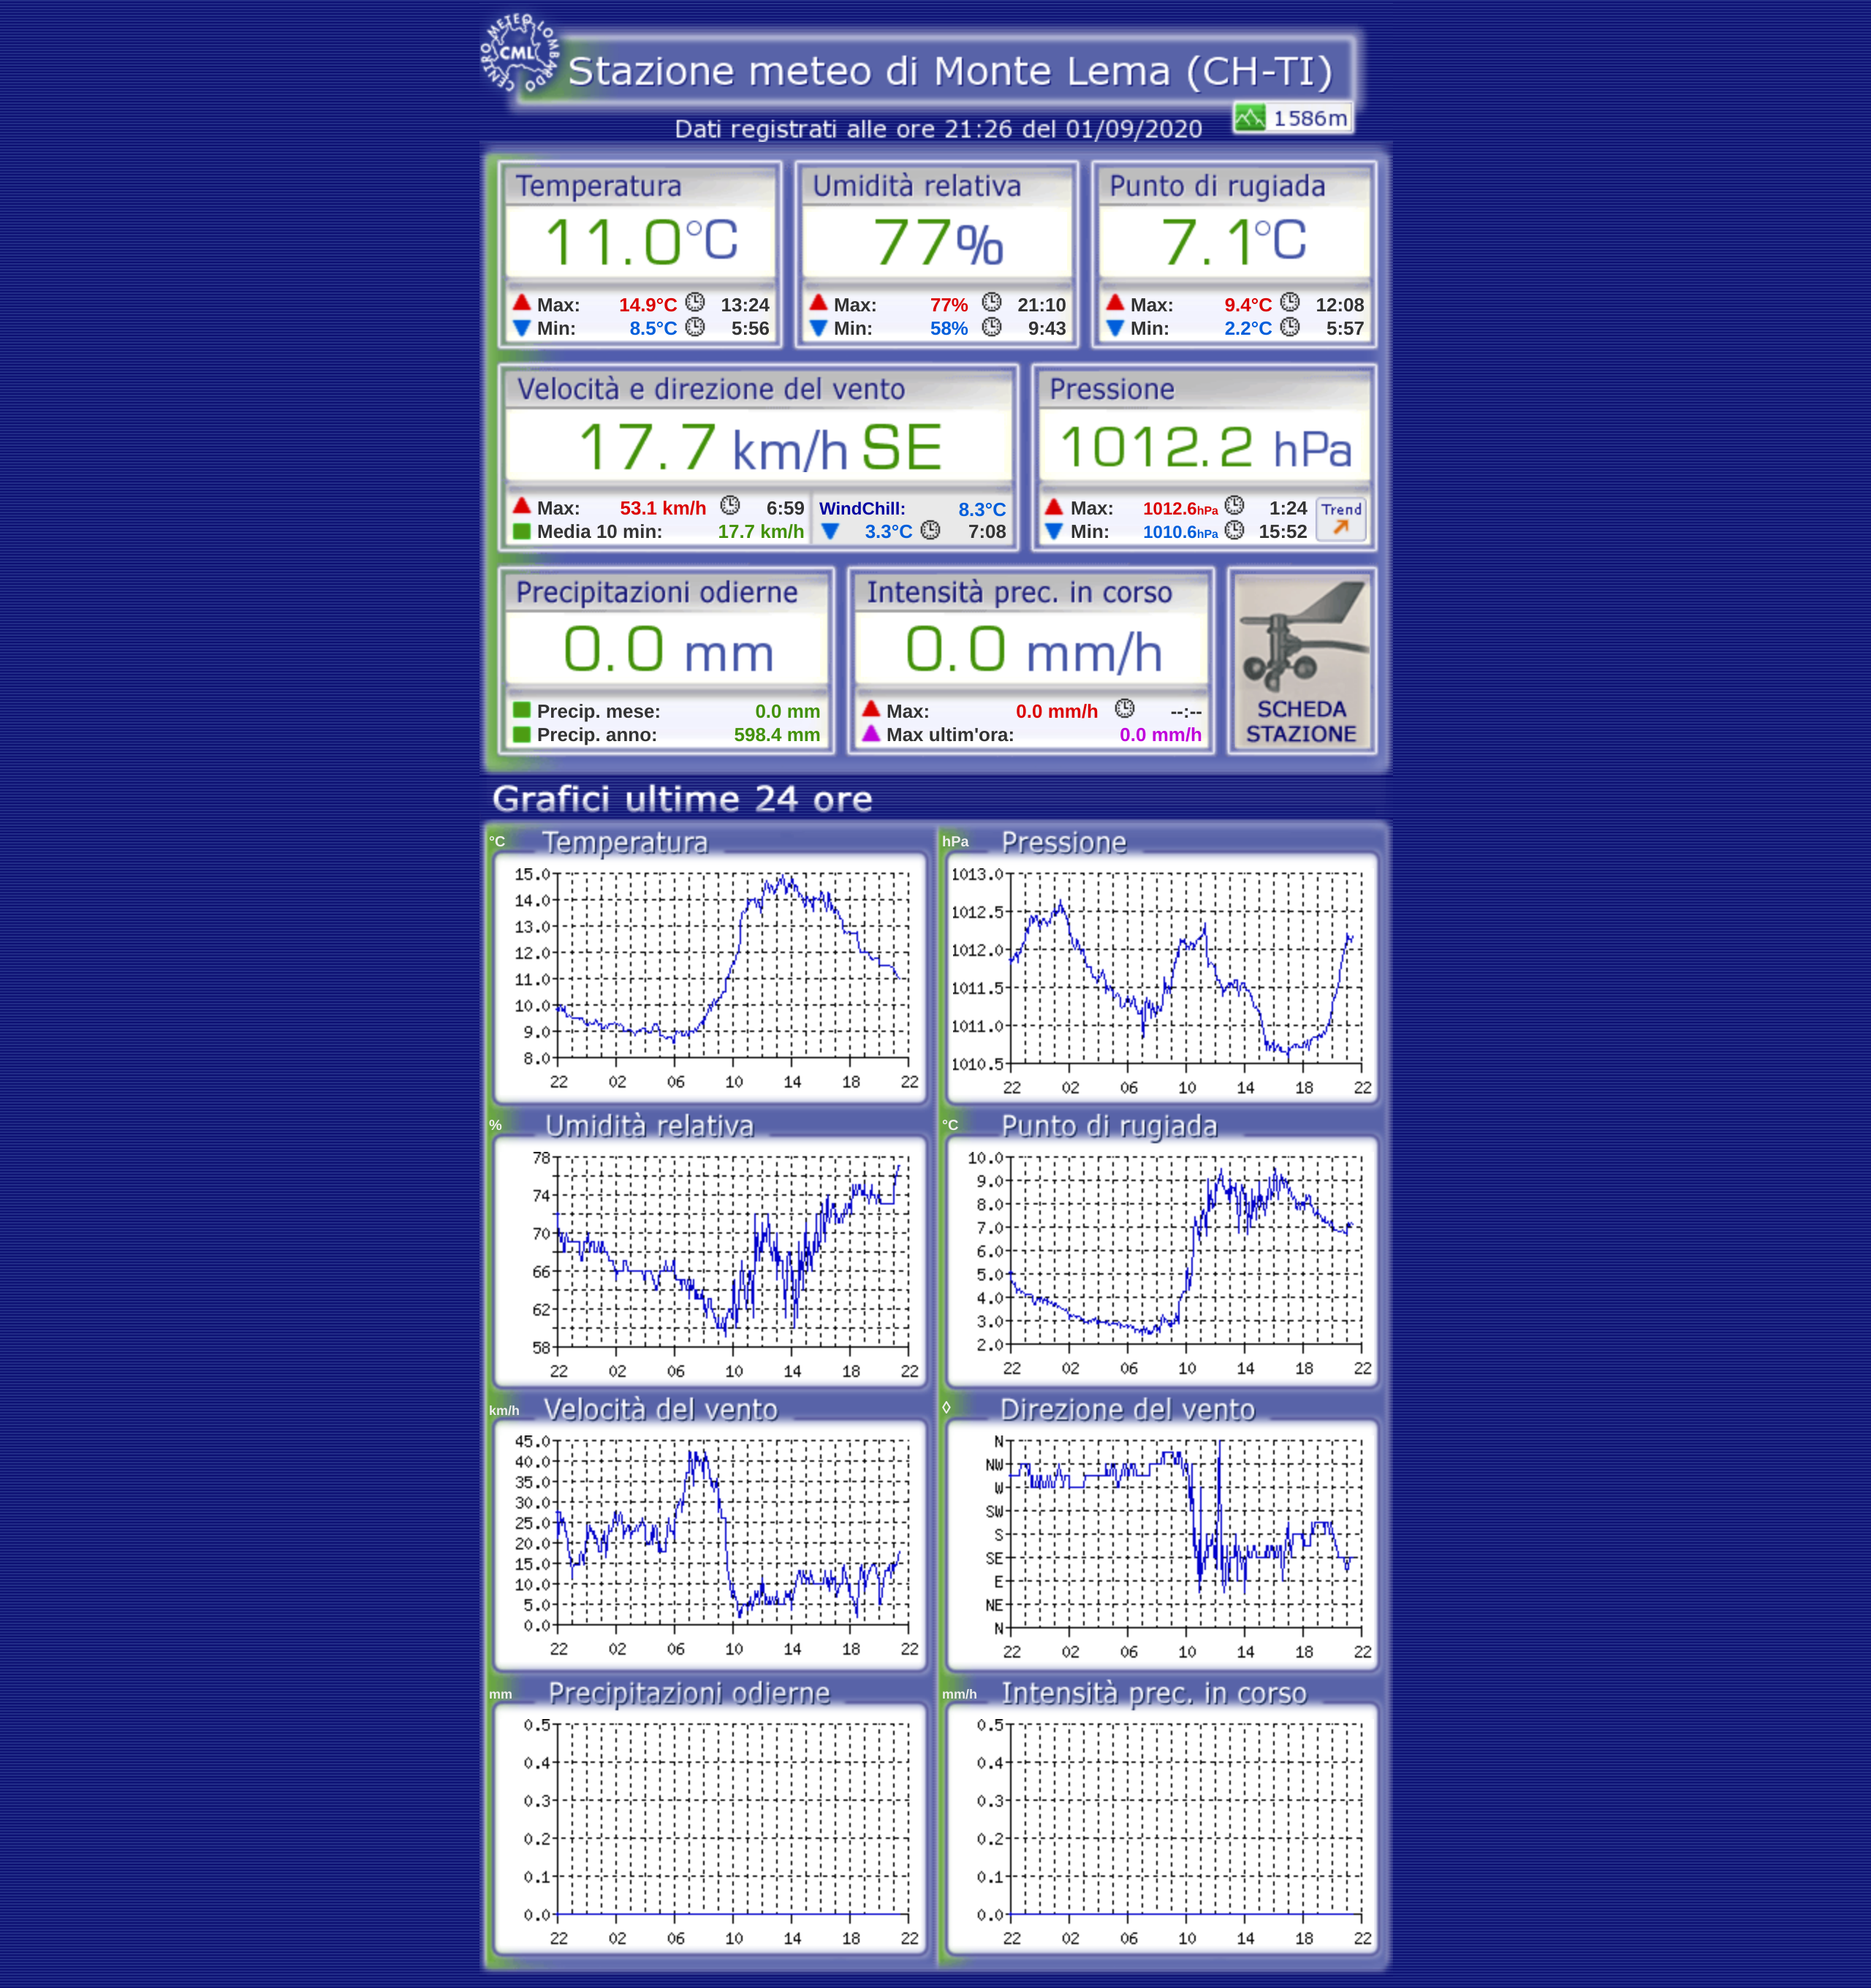 CENTRO METEO LOMBARDO
CML
Stazione meteo di Monte Lema (CH-TI)
1586m
Dati registrati alle ore 21:26 del 01/09/2020
Temperatura Umidità relativa Punto di rugiada
11.0°C 77% 7.1°C
Max: 14.9°C 13:24 Max: 77% 21:10 Max: 9.4°C 12:08
Min: 8.5°C 5:56 Min: 58% 9:43 Min: 2.2°C 5:57
Velocità e direzione del vento Pressione
17.7 km/h SE 1012.2 hPa
Max: 53.1 km/h 6:59 WindChill: 8.3°C Max: 1012.6hPa 1:24 Trend
Media 10 min: 17.7 km/h 3.3°C 7:08 Min: 1010.6hPa 15:52
Precipitazioni odierne Intensità prec. in corso
0.0 mm 0.0 mm/h
Precip. mese: 0.0 mm Max: 0.0 mm/h --:-- SCHEDA
Precip. anno: 598.4 mm Max ultim'ora: 0.0 mm/h STAZIONE
Grafici ultime 24 ore
°C Temperatura
15.0
14.0
13.0
12.0
11.0
10.0
9.0
8.0
22 02 06 10 14 18 22
hPa Pressione
1013.0
1012.5
1012.0
1011.5
1011.0
1010.5
22 02 06 10 14 18 22
% Umidità relativa
78
74
70
66
62
58
22 02 06 10 14 18 22
°C Punto di rugiada
10.0
9.0
8.0
7.0
6.0
5.0
4.0
3.0
2.0
22 02 06 10 14 18 22
km/h Velocità del vento
45.0
40.0
35.0
30.0
25.0
20.0
15.0
10.0
5.0
0.0
22 02 06 10 14 18 22
◊ Direzione del vento
N
NW
W
SW
S
SE
E
NE
N
22 02 06 10 14 18 22
mm Precipitazioni odierne
0.5
0.4
0.3
0.2
0.1
0.0
22 02 06 10 14 18 22
mm/h Intensità prec. in corso
0.5
0.4
0.3
0.2
0.1
0.0
22 02 06 10 14 18 22